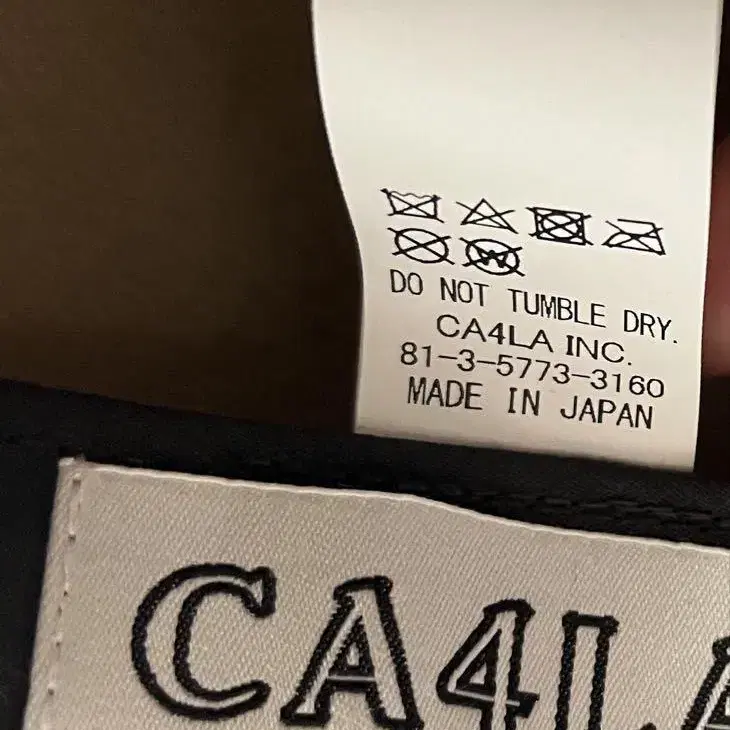 W
DO NOT TUMBLE DRY.
CA4LA INC.
81-3-5773-3160
MADE IN JAPAN
CA4LA